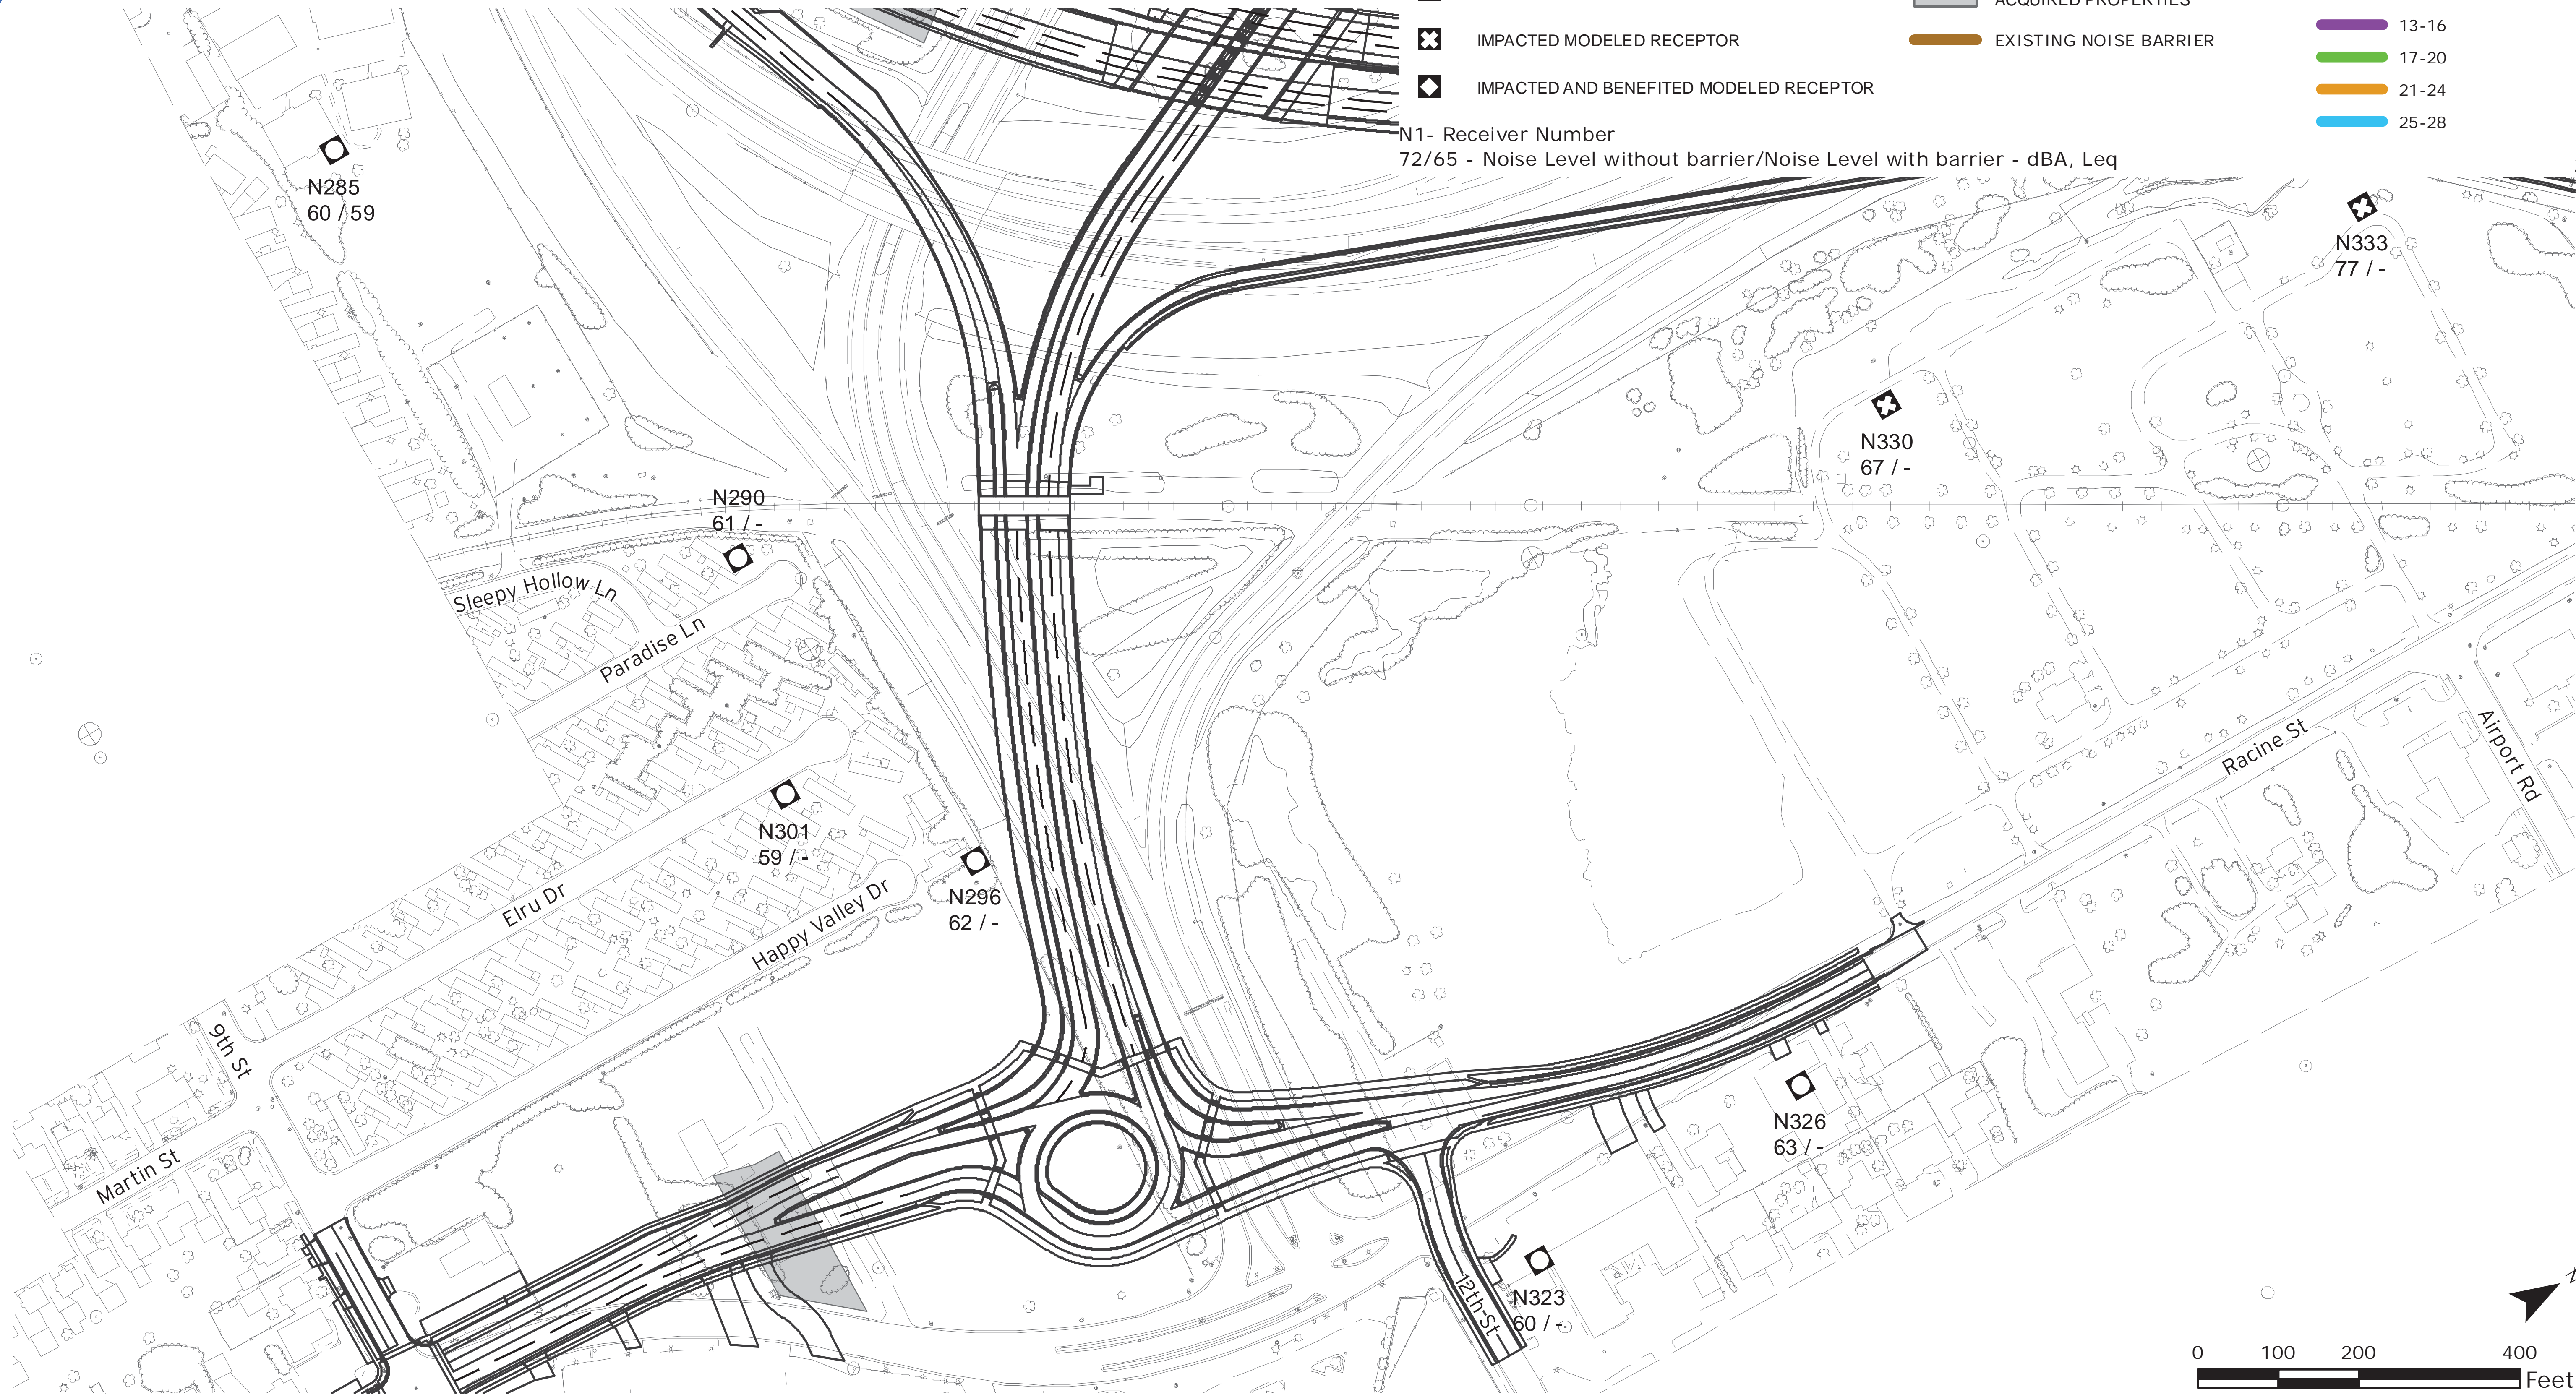 ACQUIRED PROPERTIES
IMPACTED MODELED RECEPTOR
EXISTING NOISE BARRIER
IMPACTED AND BENEFITED MODELED RECEPTOR
13-16
17-20
21-24
25-28
N1- Receiver Number
72/65 - Noise Level without barrier/Noise Level with barrier - dBA, Leq
N285
60 / 59
N333
77 / -
N330
67 / -
N290
61 / -
Sleepy Hollow Ln
Paradise Ln
N301
59 / -
N296
62 / -
Elru Dr
Happy Valley Dr
Racine St
Airport Rd
9th St
Martin St
N326
63 / -
N323
60 / -
12th St
0 100 200 400
Feet